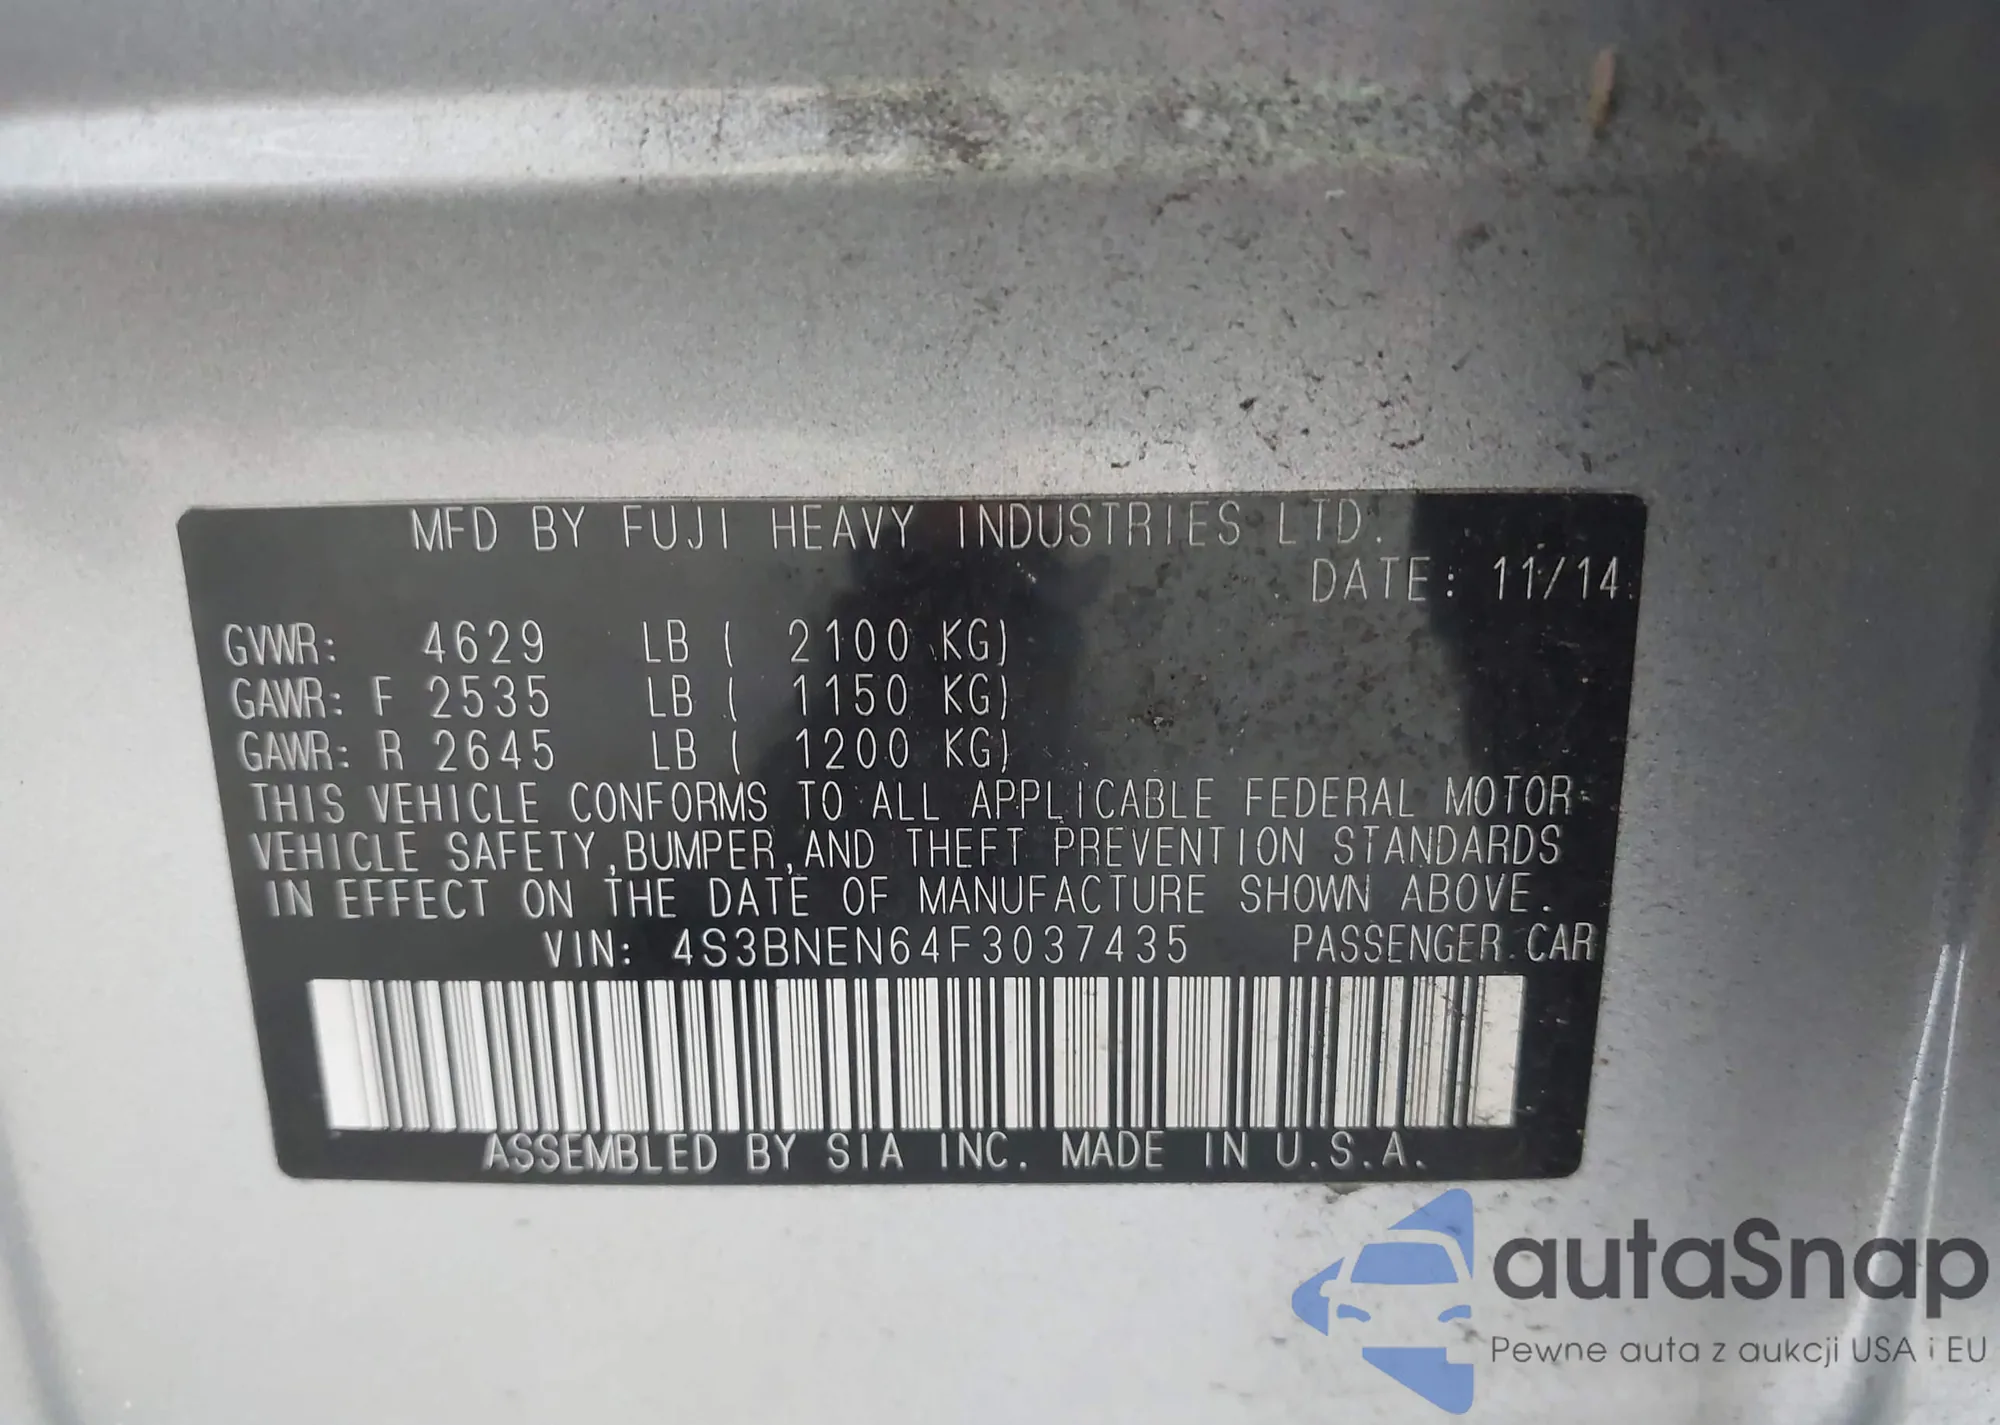 MFD BY FUJI HEAVY INDUSTRIES LTD.
DATE: 11/14
GVWR: 4629 LB ( 2100 KG)
GAWR: F 2535 LB ( 1150 KG)
GAWR: R 2645 LB ( 1200 KG)
THIS VEHICLE CONFORMS TO ALL APPLICABLE FEDERAL MOTOR
VEHICLE SAFETY,BUMPER,AND THEFT PREVENTION STANDARDS
IN EFFECT ON THE DATE OF MANUFACTURE SHOWN ABOVE.
VIN: 4S3BNEN64F3037435 PASSENGER CAR
ASSEMBLED BY SIA INC. MADE IN U.S.A.
autaSnap
Pewne auta z aukcji USA i EU